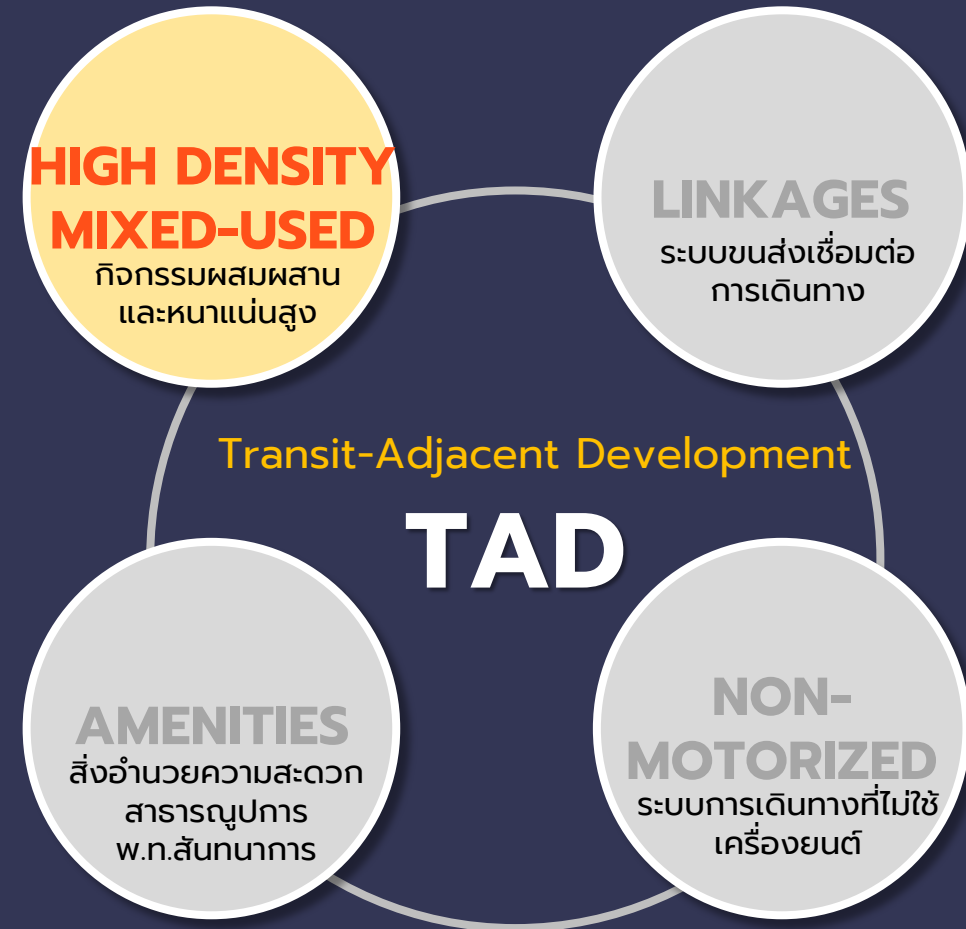 HIGH DENSITY
MIXED-USED
กิจกรรมผสมผสาน
และหนาแน่นสูง
LINKAGES
ระบบขนส่งเชื่อมต่อ
การเดินทาง
Transit-Adjacent Development
TAD
AMENITIES
สิ่งอำนวยความสะดวก
สาธารณูปการ
พ.ท.สันทนาการ
NON-
MOTORIZED
ระบบการเดินทางที่ไม่ใช้
เครื่องยนต์